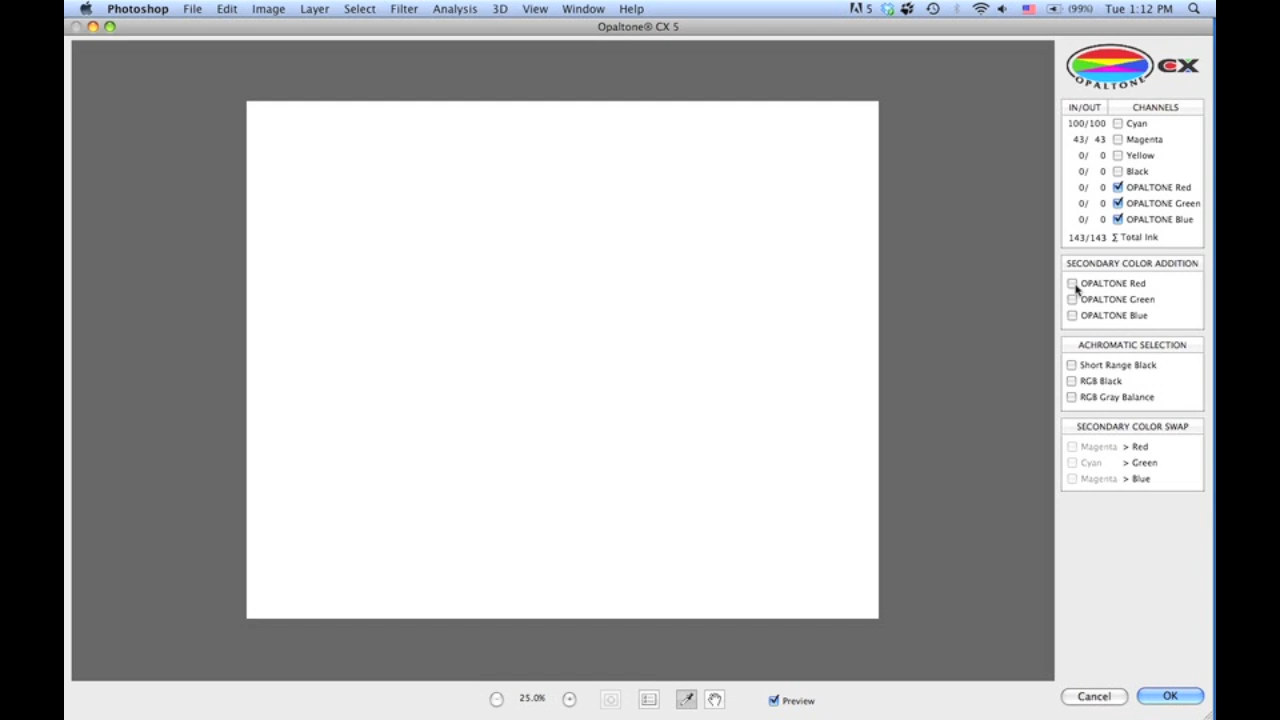 Photoshop File Edit Image Layer Select Filter Analysis 3D View Window Help 5 (99%) Tue 1:12 PM
Opaltone® CX 5
OPALTONE CX
IN/OUT CHANNELS
100/100 Cyan
43/ 43 Magenta
0/ 0 Yellow
0/ 0 Black
0/ 0 OPALTONE Red
0/ 0 OPALTONE Green
0/ 0 OPALTONE Blue
143/143 Σ Total Ink
SECONDARY COLOR ADDITION
OPALTONE Red
OPALTONE Green
OPALTONE Blue
ACHROMATIC SELECTION
Short Range Black
RGB Black
RGB Gray Balance
SECONDARY COLOR SWAP
Magenta > Red
Cyan > Green
Magenta > Blue
25.0% Preview Cancel OK